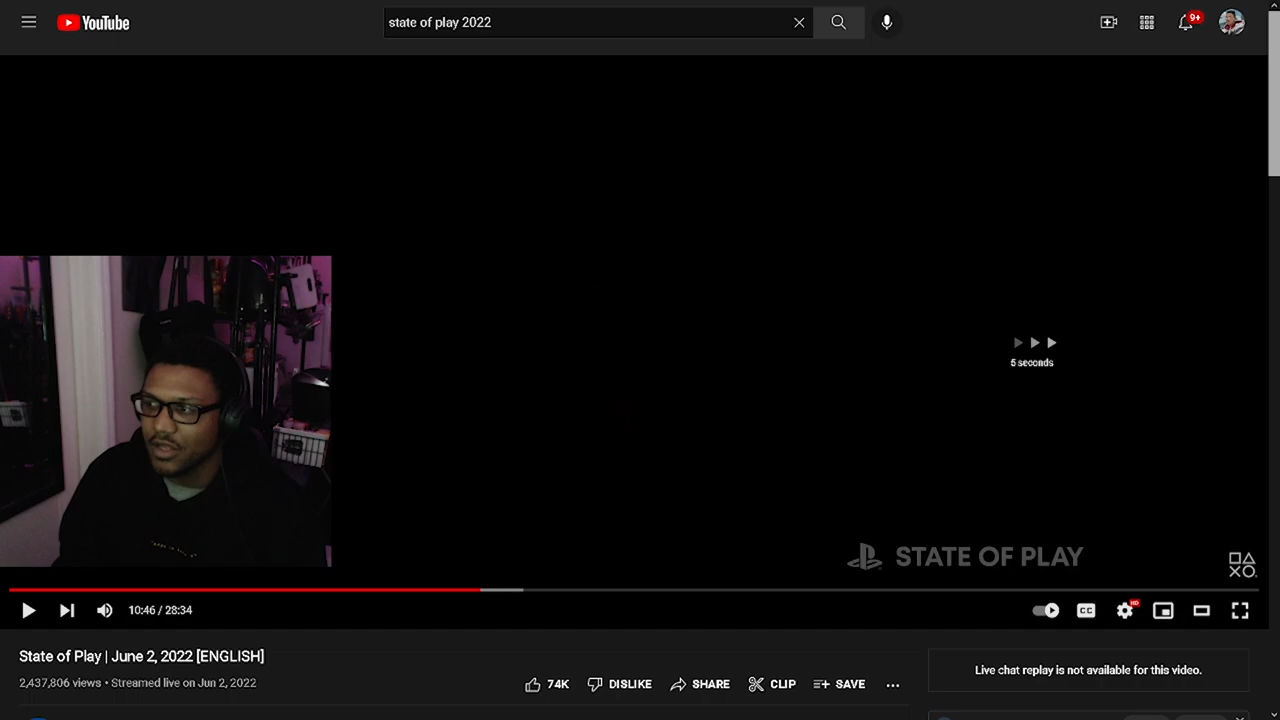 YouTube
state of play 2022
9+
5 seconds
STATE OF PLAY
10:46 / 28:34
CC
HD
State of Play | June 2, 2022 [ENGLISH]
2,437,806 views • Streamed live on Jun 2, 2022
74K
DISLIKE
SHARE
CLIP
SAVE
Live chat replay is not available for this video.